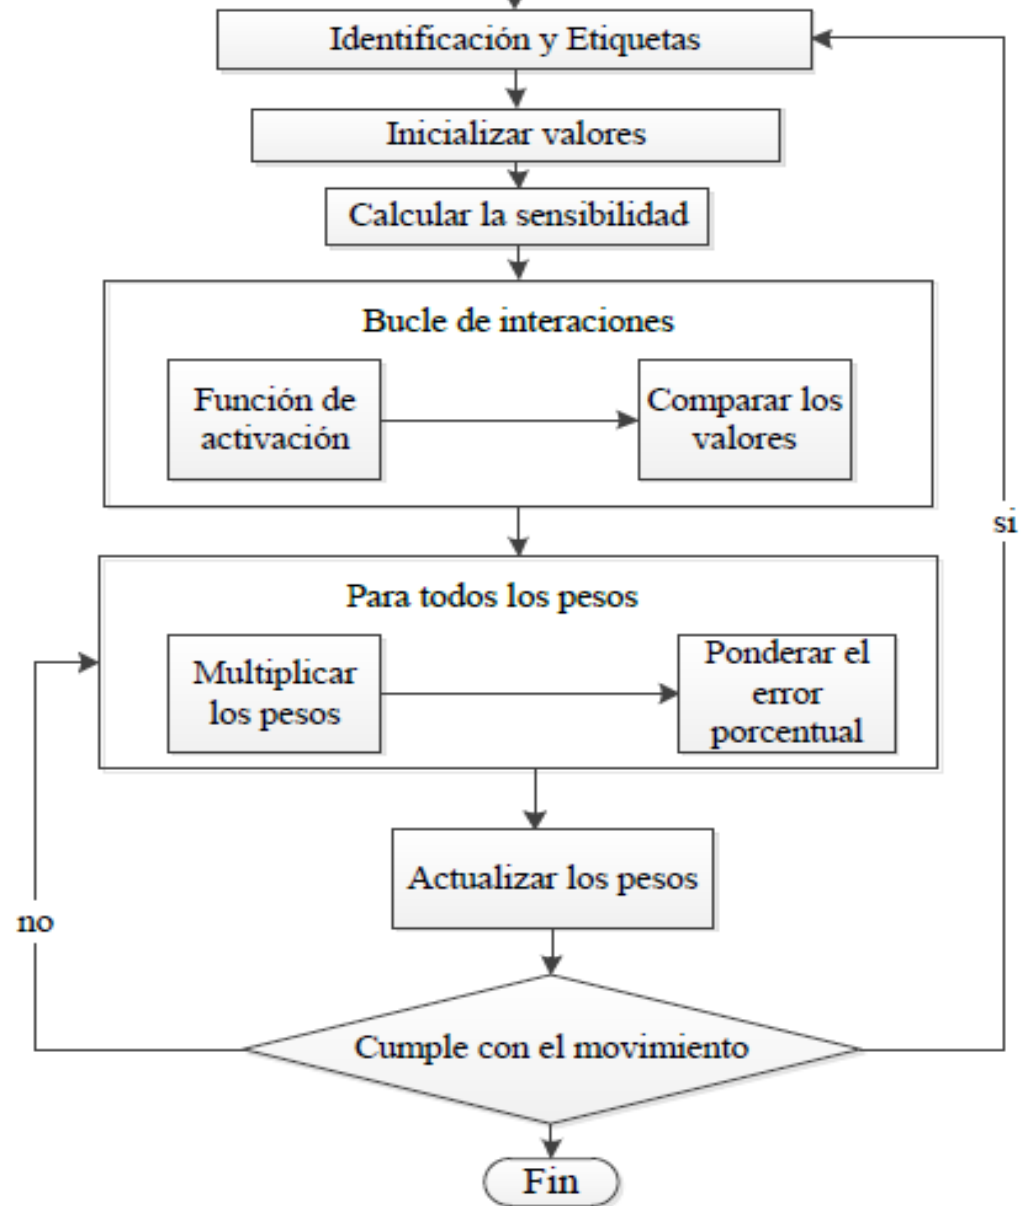 Identificación y Etiquetas
Inicializar valores
Calcular la sensibilidad
Bucle de interaciones
Función de
activación
Comparar los
valores
si
Para todos los pesos
Multiplicar
los pesos
Ponderar el
error
porcentual
Actualizar los pesos
no
Cumple con el movimiento
Fin